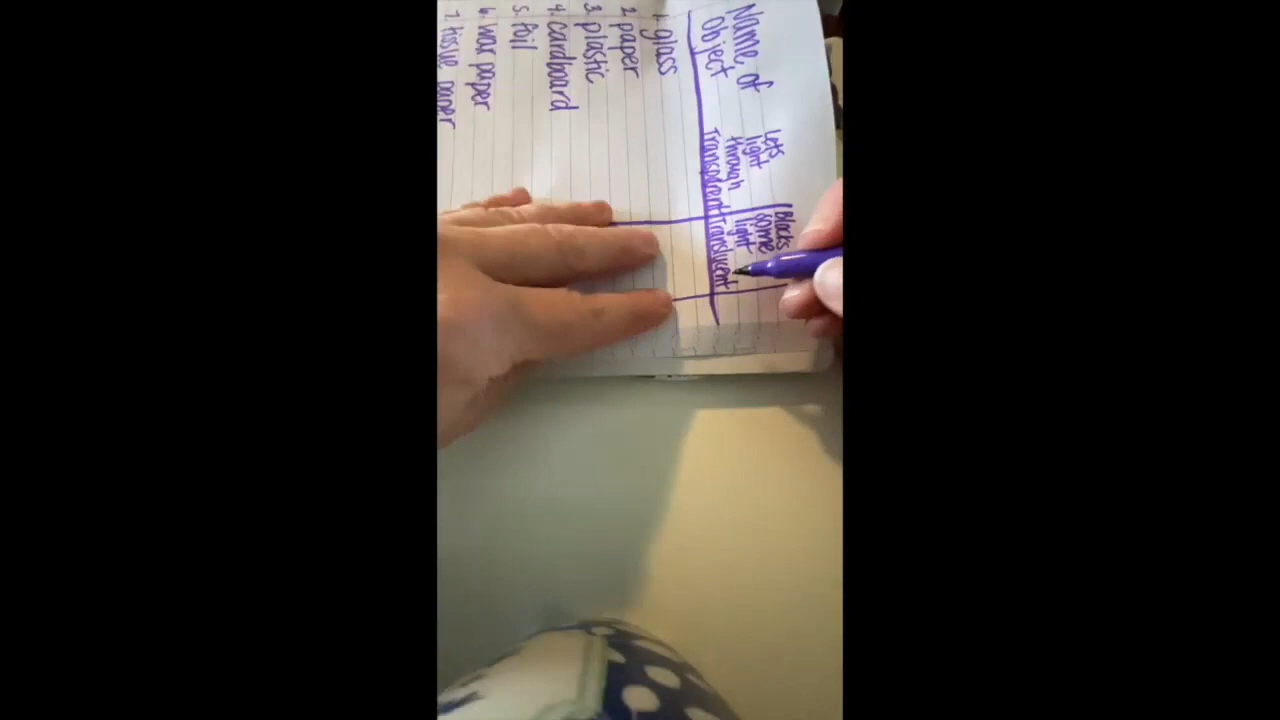 Name of
object
Lets
light
through
Transparent
Blocks
some
light
Translucent
1. glass
2. paper
3. plastic
4. cardboard
5. foil
6. wax paper
7. tissue paper